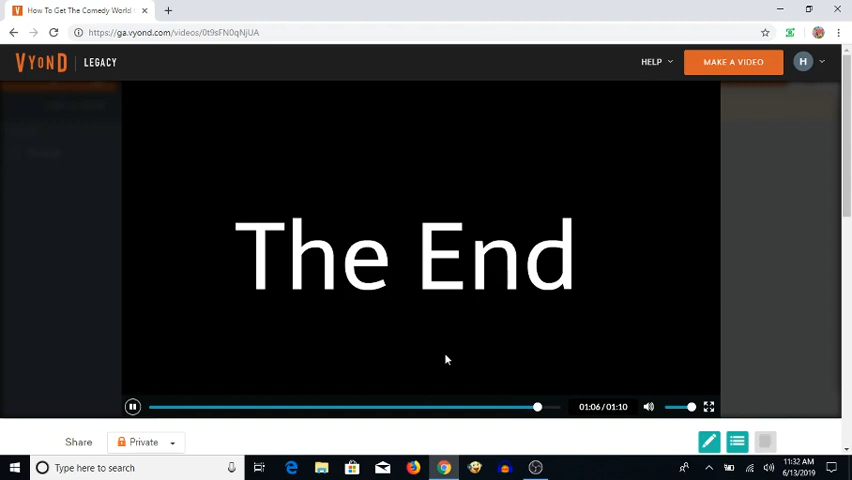 How To Get The Comedy World
https://ga.vyond.com/videos/0t9sFN0qNjUA
VYOND LEGACY
HELP
MAKE A VIDEO
H
The End
01:06/01:10
Share
Private
Type here to search
11:32 AM
6/13/2019